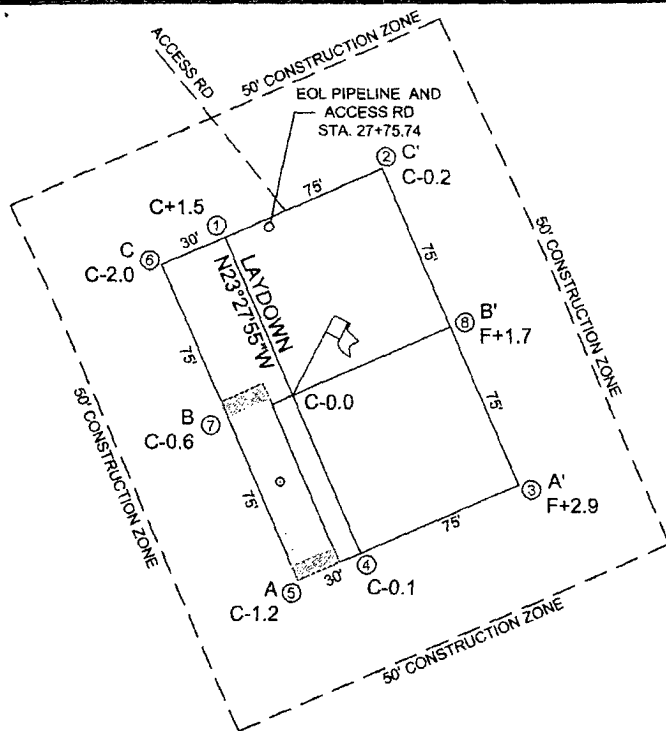 50' CONSTRUCTION ZONE
ACCESS RD
EOL PIPELINE AND
ACCESS RD
STA. 27+75.74
2 C'
C-0.2
75'
C+1.5
1
30'
C
6
C-2.0
LAYDOWN
N23°27'55"W
75'
50' CONSTRUCTION ZONE
8 B'
F+1.7
75'
C-0.0
B
7
C-0.6
50' CONSTRUCTION ZONE
75'
75'
3 A'
F+2.9
75'
4
C-0.1
30'
A
5
C-1.2
50' CONSTRUCTION ZONE